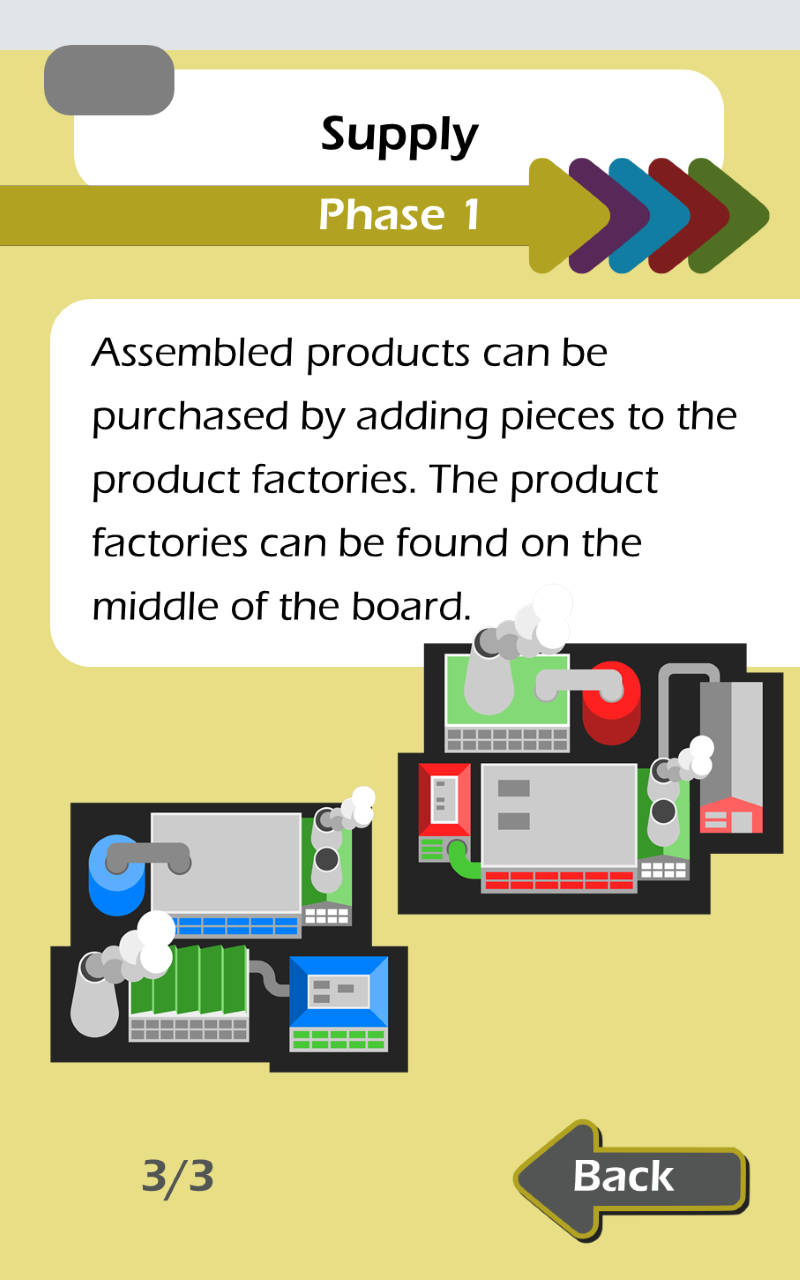 Supply
Phase 1
Assembled products can be
purchased by adding pieces to the
product factories. The product
factories can be found on the
middle of the board.
3/3
Back